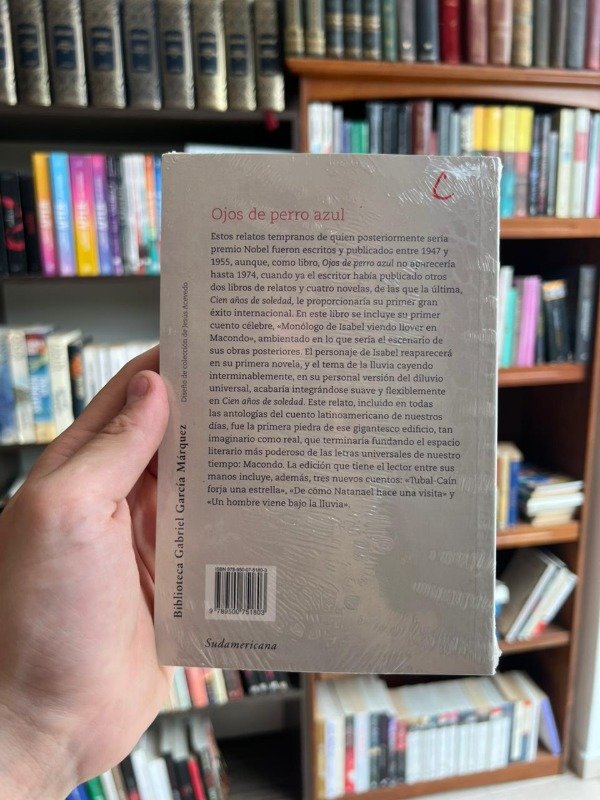 Ojos de perro azul
Estos relatos tempranos de quien posteriormente sería
premio Nobel fueron escritos y publicados entre 1947 y
1955, aunque, como libro, Ojos de perro azul no aparecería
hasta 1974, cuando ya el escritor había publicado otros
dos libros de relatos y cuatro novelas, de las que la última,
Cien años de soledad, le proporcionaría su primer gran
éxito internacional. En este libro se incluye su primer
cuento célebre, «Monólogo de Isabel viendo llover en
Macondo», ambientado en lo que sería el escenario de
sus obras posteriores. El personaje de Isabel reaparecerá
en su primera novela, y el tema de la lluvia cayendo
interminablemente, en su personal versión del diluvio
universal, acabaría integrándose suave y flexiblemente
en Cien años de soledad. Este relato, incluido en todas
las antologías del cuento latinoamericano de nuestros
días, fue la primera piedra de ese gigantesco edificio, tan
imaginario como real, que terminaría fundando el espacio
literario más poderoso de las letras universales de nuestro
tiempo: Macondo. La edición que tiene el lector entre sus
manos incluye, además, tres nuevos cuentos: «Tubal-Caín
forja una estrella», «De cómo Natanael hace una visita» y
«Un hombre viene bajo la lluvia».
Biblioteca Gabriel García Márquez
Diseño de colección de Jesús Acevedo
ISBN 978-950-07-5180-3
9 789500 751803
Sudamericana